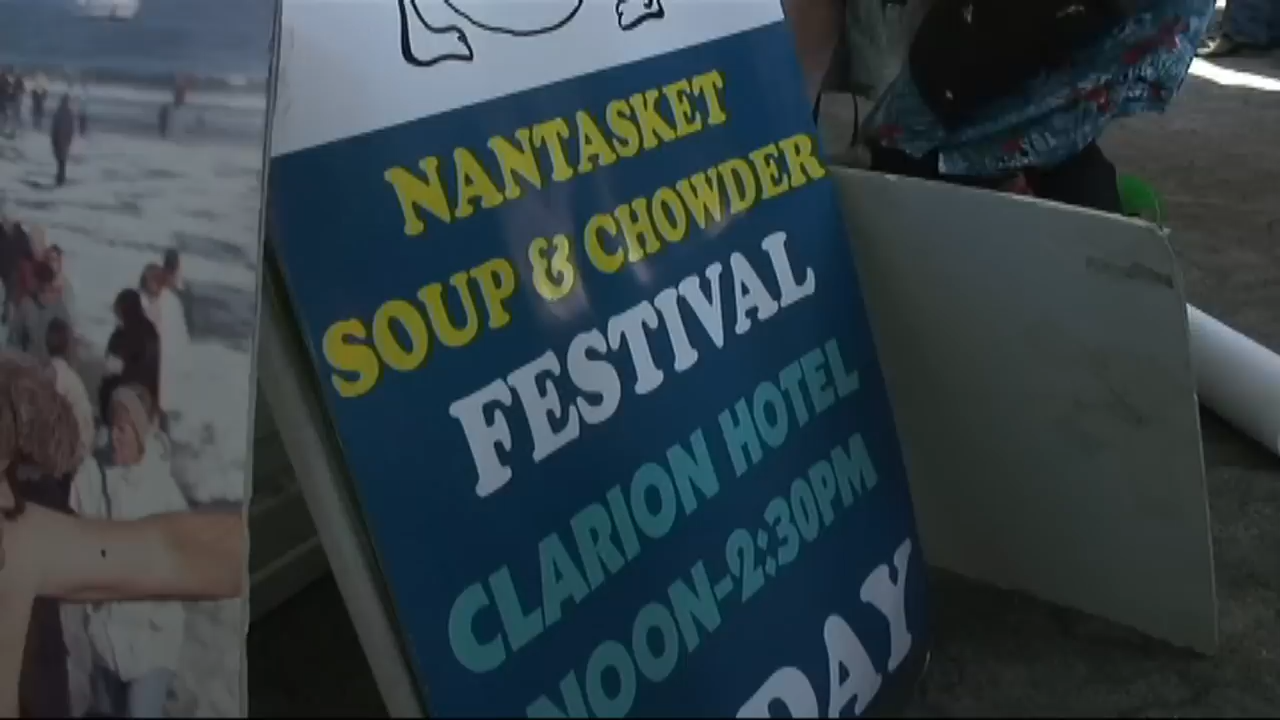 NANTASKET
SOUP & CHOWDER
FESTIVAL
CLARION HOTEL
NOON-2:30PM
DAY